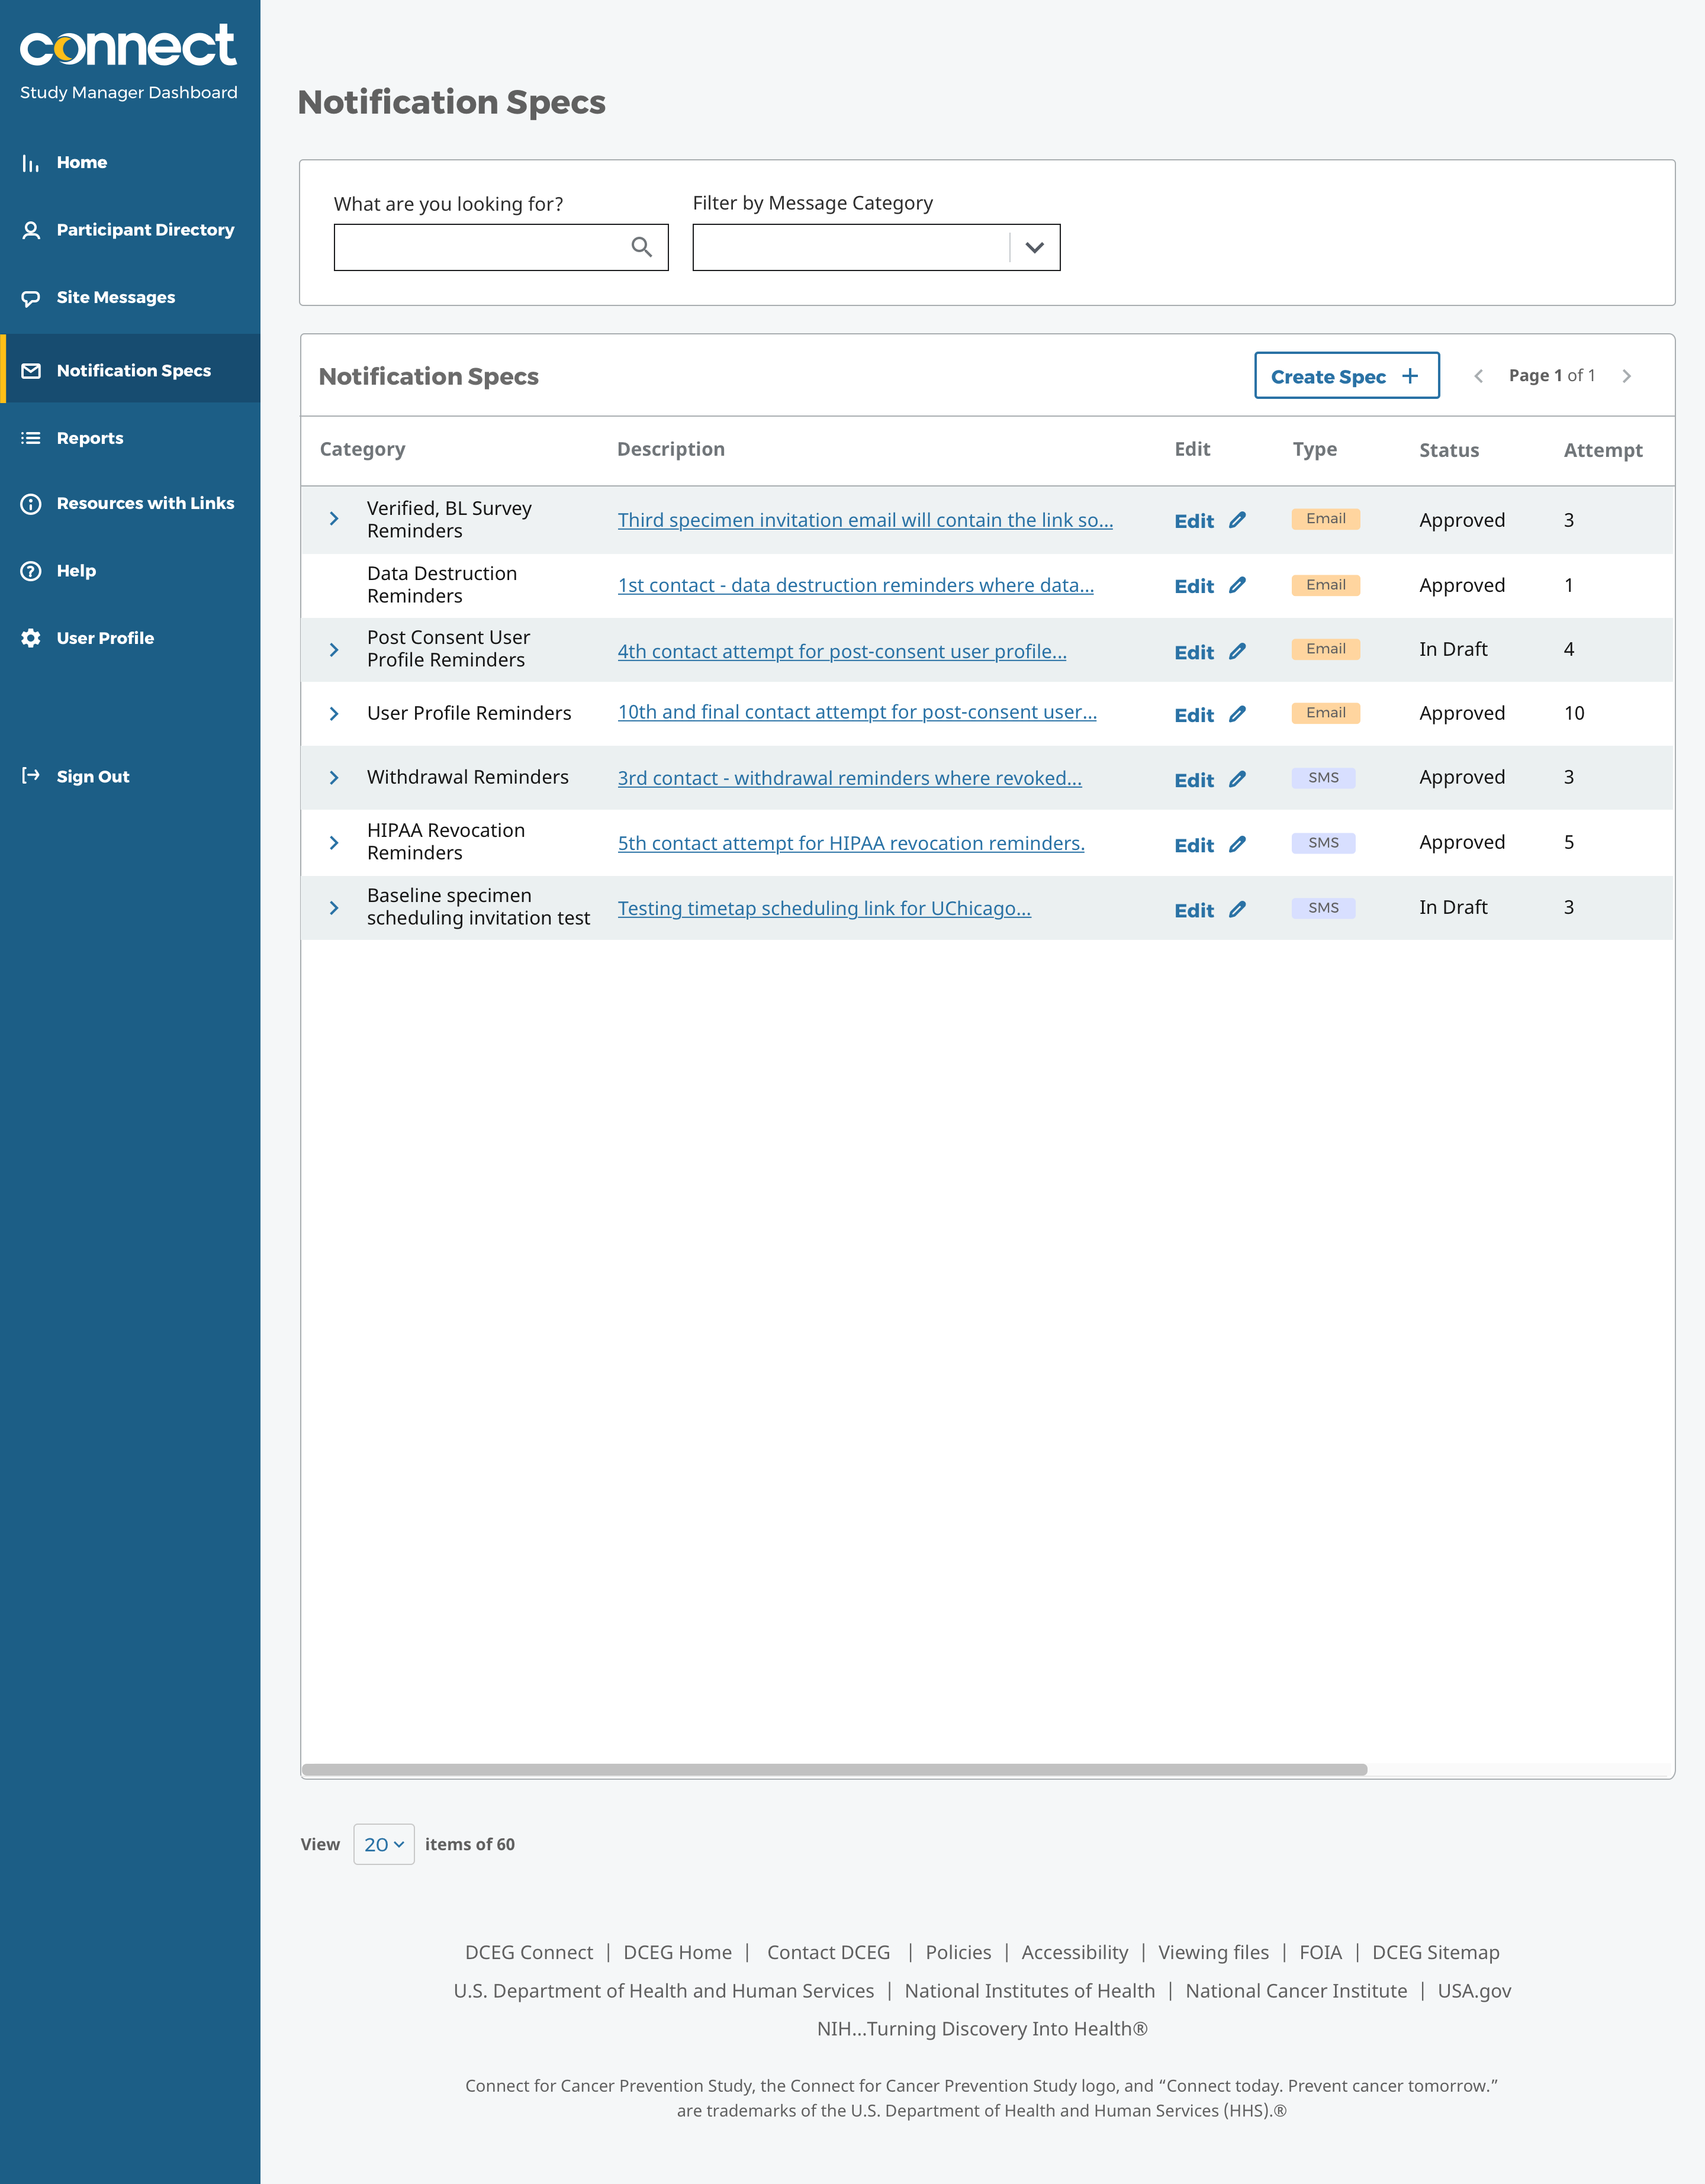 connect
Study Manager Dashboard
Home
Participant Directory
Site Messages
Notification Specs
Reports
Resources with Links
Help
User Profile
Sign Out
Notification Specs
What are you looking for?
Filter by Message Category
Notification Specs
Create Spec +
Page 1 of 1
Category Description Edit Type Status Attempt
Verified, BL Survey
Reminders
Third specimen invitation email will contain the link so...
Edit
Email
Approved
3
Data Destruction
Reminders
1st contact - data destruction reminders where data...
Edit
Email
Approved
1
Post Consent User
Profile Reminders
4th contact attempt for post-consent user profile...
Edit
Email
In Draft
4
User Profile Reminders
10th and final contact attempt for post-consent user...
Edit
Email
Approved
10
Withdrawal Reminders
3rd contact - withdrawal reminders where revoked...
Edit
SMS
Approved
3
HIPAA Revocation
Reminders
5th contact attempt for HIPAA revocation reminders.
Edit
SMS
Approved
5
Baseline specimen
scheduling invitation test
Testing timetap scheduling link for UChicago...
Edit
SMS
In Draft
3
View 20 items of 60
DCEG Connect | DCEG Home | Contact DCEG | Policies | Accessibility | Viewing files | FOIA | DCEG Sitemap
U.S. Department of Health and Human Services | National Institutes of Health | National Cancer Institute | USA.gov
NIH...Turning Discovery Into Health®
Connect for Cancer Prevention Study, the Connect for Cancer Prevention Study logo, and “Connect today. Prevent cancer tomorrow.”
are trademarks of the U.S. Department of Health and Human Services (HHS).®